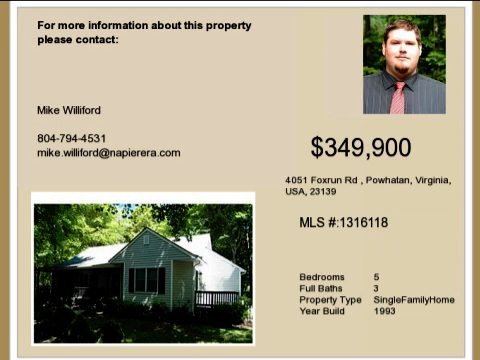 For more information about this property
please contact:
Mike Williford
804-794-4531
mike.williford@napierera.com
$349,900
4051 Foxrun Rd , Powhatan, Virginia,
USA, 23139
MLS #:1316118
Bedrooms 5
Full Baths 3
Property Type SingleFamilyHome
Year Build 1993